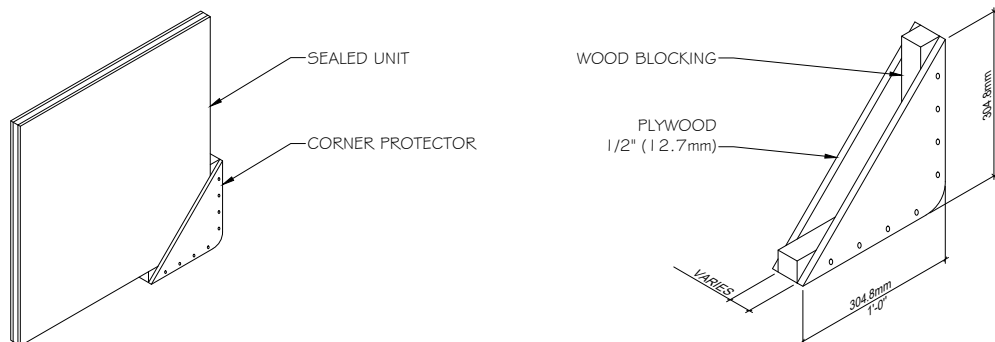 SEALED UNIT
CORNER PROTECTOR
WOOD BLOCKING
PLYWOOD
1/2" (12.7mm)
304.8mm
VARIES
304.8mm
1'-0"